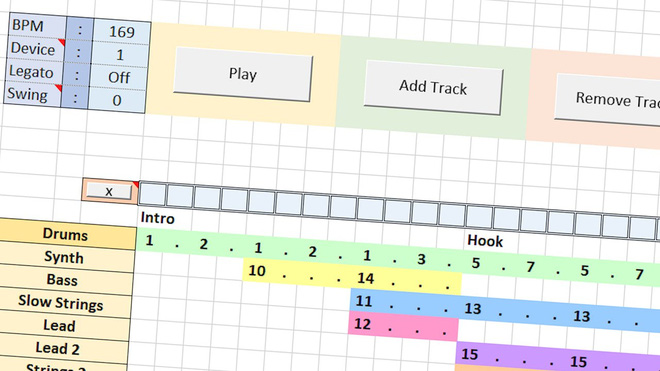 BPM : 169
Device : 1
Legato : Off
Swing : 0
Play
Add Track
Remove Trac
x
Intro
Hook
Drums 1 . 2 . 1 . 2 . 1 . 3 . 5 . 7 . 5 . 7
Synth 10 . . . 14 . . .
Bass 11 . . . 13 . . . 13 . .
Slow Strings 12 . . .
Lead 15 . . . 15 . .
Lead 2
Strings 2